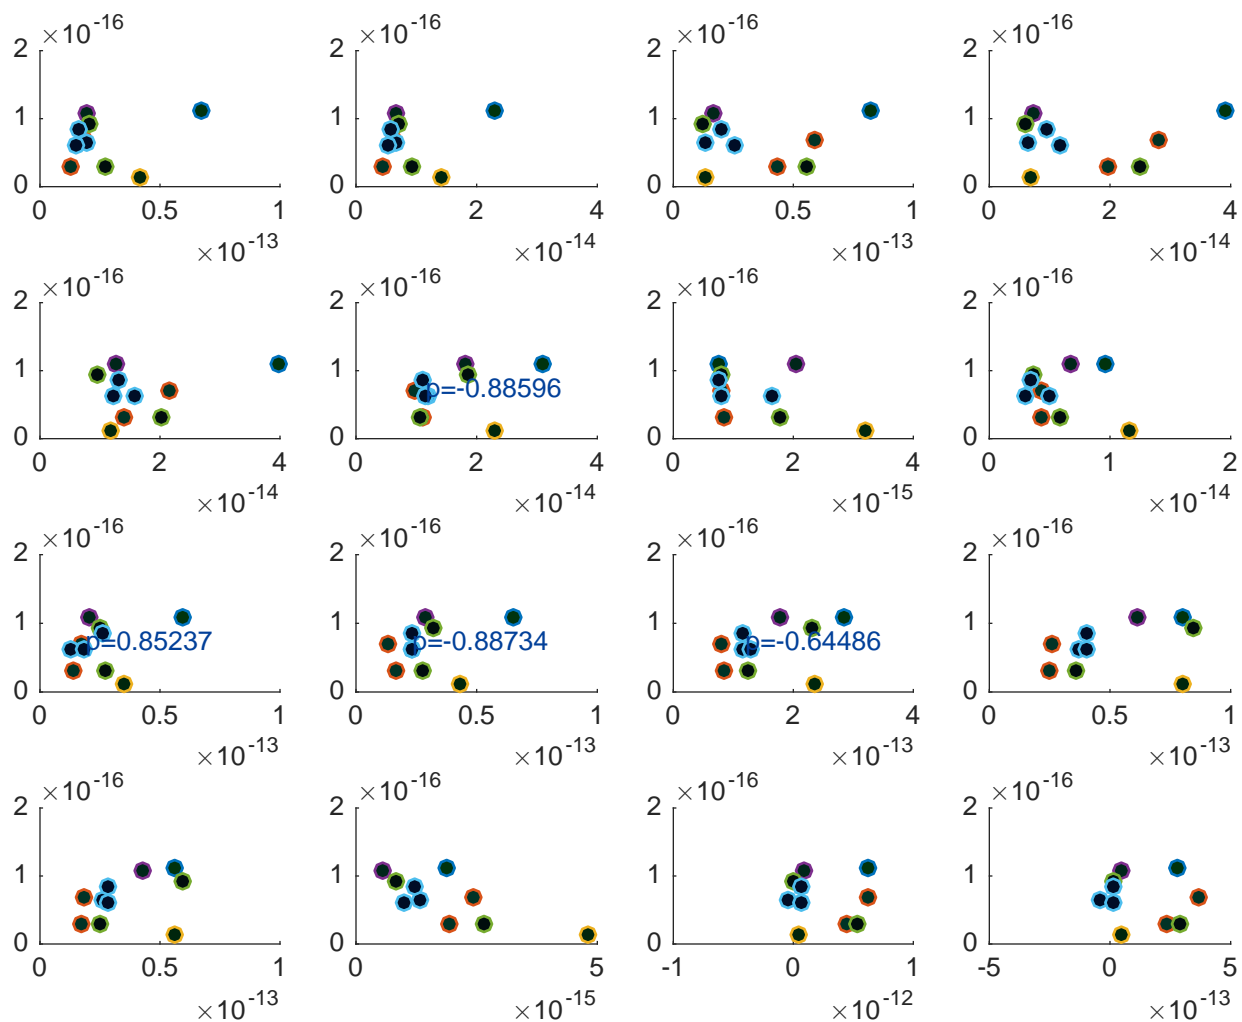 ×10-16 ×10-16 ×10-16 ×10-16
2 2 2 2
1 1 1 1
0 0 0 0
0 0.5 1 0 2 4 0 0.5 1 0 2 4
×10-13 ×10-14 ×10-13 ×10-14
×10-16 ×10-16 ×10-16 ×10-16
2 2 2 2
1 1 1 1
ρ=-0.88596
0 0 0 0
0 2 4 0 2 4 0 2 4 0 1 2
×10-14 ×10-14 ×10-15 ×10-14
×10-16 ×10-16 ×10-16 ×10-16
2 2 2 2
1 1 1 1
ρ=0.85237 ρ=-0.88734 ρ=-0.64486
0 0 0 0
0 0.5 1 0 0.5 1 0 2 4 0 0.5 1
×10-13 ×10-13 ×10-13 ×10-13
×10-16 ×10-16 ×10-16 ×10-16
2 2 2 2
1 1 1 1
0 0 0 0
0 0.5 1 0 5 -1 0 1 -5 0 5
×10-13 ×10-15 ×10-12 ×10-13